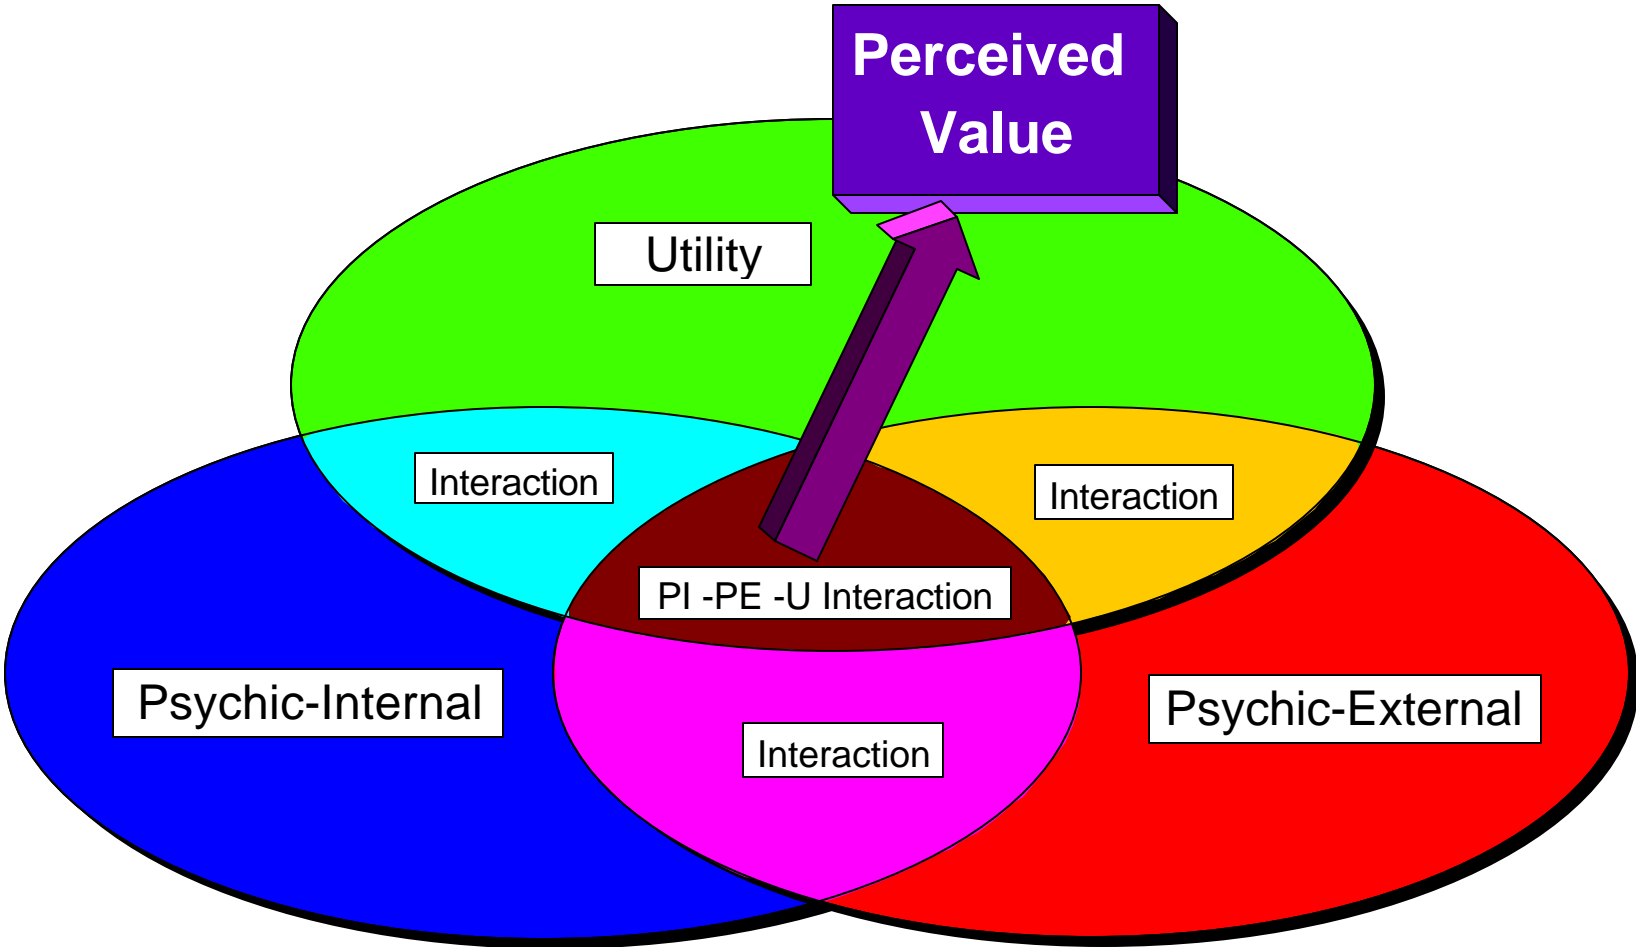 Perceived
Value
Utility
Interaction
Interaction
PI -PE -U Interaction
Psychic-Internal
Psychic-External
Interaction